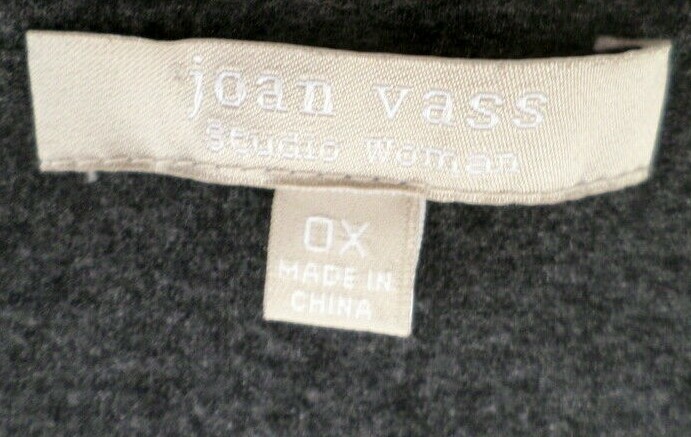 joan vass
Studio Woman
0X
MADE IN
CHINA